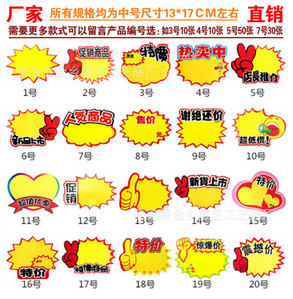 厂家 所有规格均为中号尺寸13*17CM左右 直销
需要更多款式可以留言产品编号选:如3号10张 4号10张 5号50张 7号30张
促销商品
特價
热卖中
店長推介
1号 2号 3号 4号 5号
新品上市
人气商品
售价
谢绝还价
超低價!
6号 7号 8号 9号 10号
超值优惠
促销
新貨上市
特价
11号 12号 13号 14号 15号
特价
特价
惊爆价
震撼价
16号 17号 18号 19号 20号